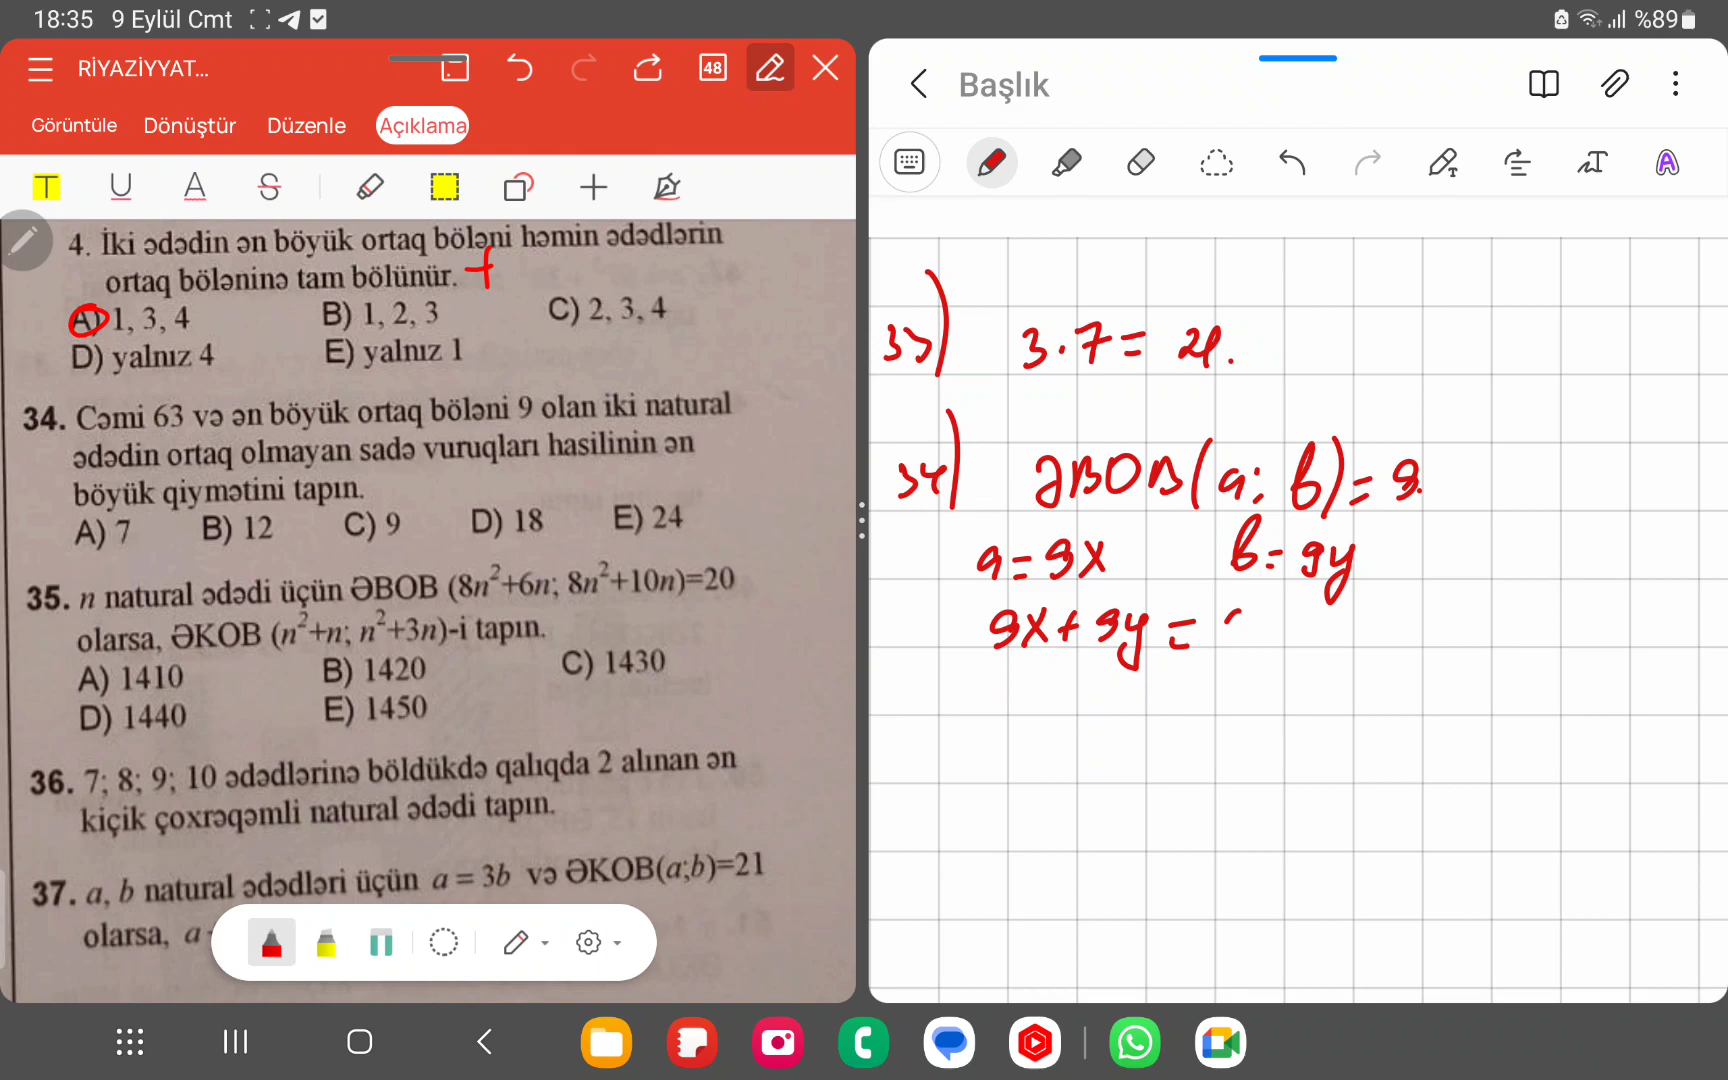 18:35 9 Eylül Cmt
%89
RİYAZİYYAT...
48
Görüntüle Dönüştür Düzenle Açıklama
4. İki ədədin ən böyük ortaq böləni həmin ədədlərin
ortaq böləninə tam bölünür. +
A) 1, 3, 4 B) 1, 2, 3 C) 2, 3, 4
D) yalnız 4 E) yalnız 1
34. Cəmi 63 və ən böyük ortaq böləni 9 olan iki natural
ədədin ortaq olmayan sadə vuruqları hasilinin ən
böyük qiymətini tapın.
A) 7 B) 12 C) 9 D) 18 E) 24
35. n natural ədədi üçün ƏBOB (8n²+6n; 8n²+10n)=20
olarsa, ƏKOB (n²+n; n²+3n)-i tapın.
A) 1410 B) 1420 C) 1430
D) 1440 E) 1450
36. 7; 8; 9; 10 ədədlərinə böldükdə qalıqda 2 alınan ən
kiçik çoxrəqəmli natural ədədi tapın.
37. a, b natural ədədləri üçün a = 3b və ƏKOB(a;b)=21
olarsa, a
Başlık
33) 3·7= 21.
34) ƏBOB(a; b)= 9.
a=9x b=9y
9x+9y=